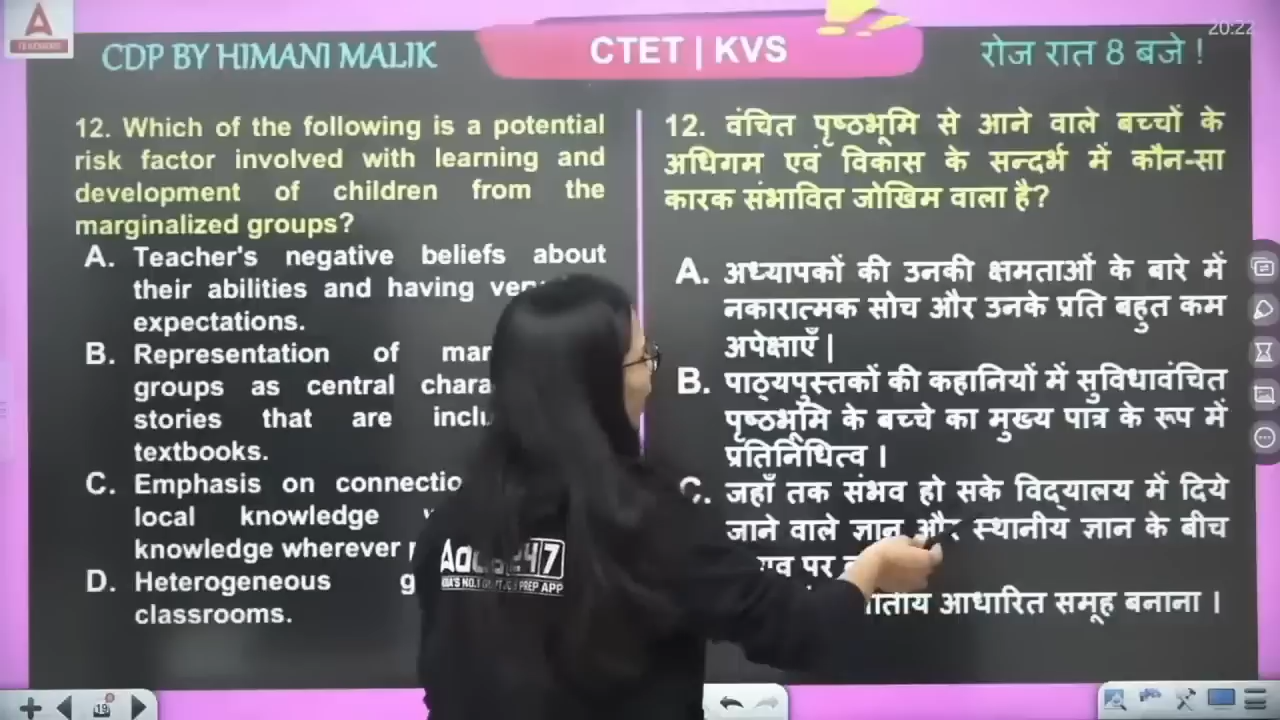 A
TEACHERS
CDP BY HIMANI MALIK
CTET | KVS
20:22
रोज रात 8 बजे !
12. Which of the following is a potential
risk factor involved with learning and
development of children from the
marginalized groups?
A. Teacher's negative beliefs about
their abilities and having
expectations.
B. Representation of
groups as central
stories that are
textbooks.
C. Emphasis on
local knowledge
knowledge wherever
D. Heterogeneous
classrooms.
12. वंचित पृष्ठभूमि से आने वाले बच्चों के
अधिगम एवं विकास के सन्दर्भ में कौन-सा
कारक संभावित जोखिम वाला है?
A. अध्यापकों की उनकी क्षमताओं के बारे में
नकारात्मक सोच और उनके प्रति बहुत कम
अपेक्षाएँ |
B. पाठ्यपुस्तकों की कहानियों में सुविधावंचित
पृष्ठभूमि के बच्चे का मुख्य पात्र के रूप में
प्रतिनिधित्व ।
C. जहाँ तक संभव हो सके विद्यालय में दिये
जाने वाले ज्ञान और स्थानीय ज्ञान के बीच
पर
आधारित समूह बनाना ।
19